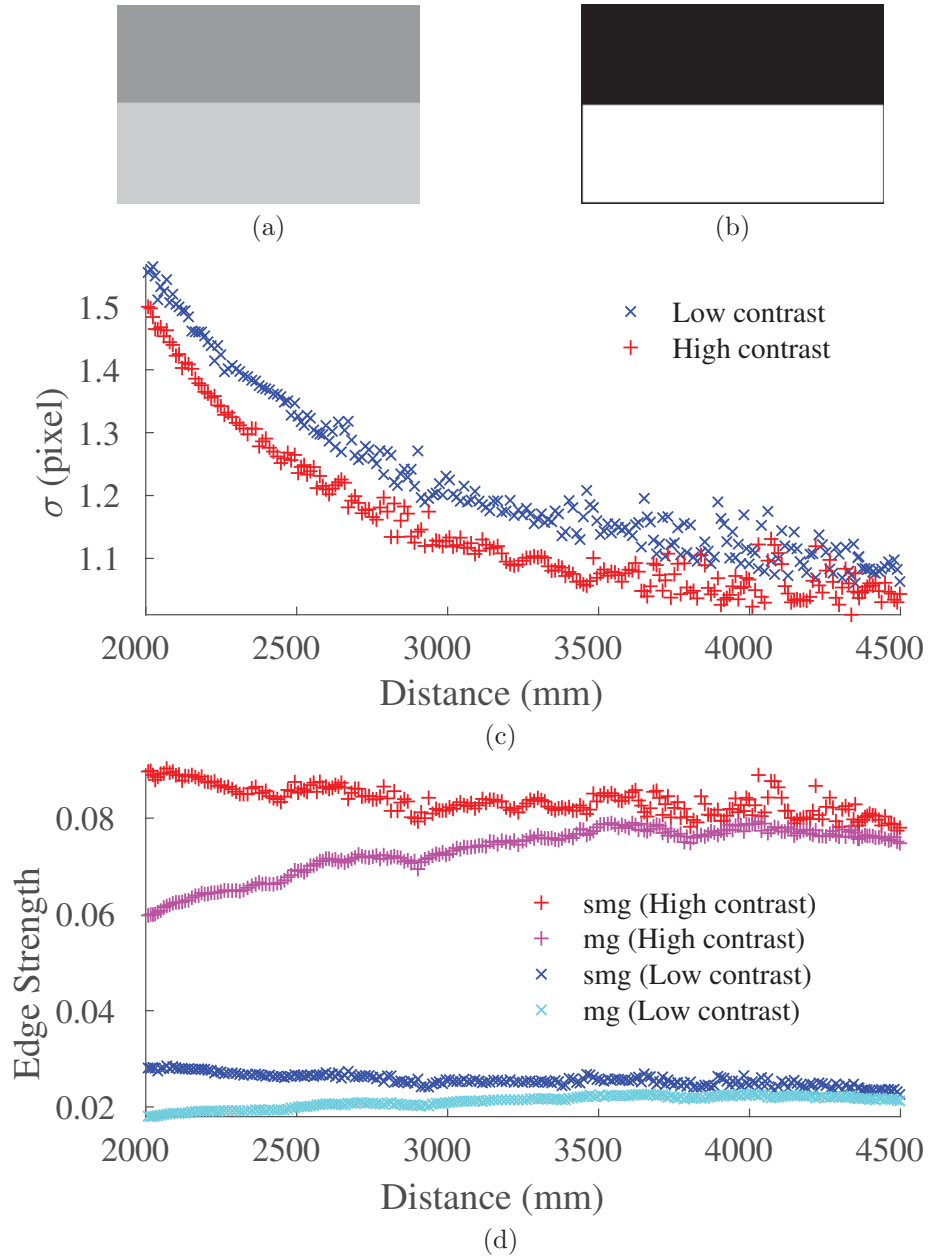 (a)
(b)
1.5
1.4
1.3
1.2
1.1
σ (pixel)
Low contrast
High contrast
2000
2500
3000
3500
4000
4500
Distance (mm)
(c)
0.08
0.06
0.04
0.02
Edge Strength
smg (High contrast)
mg (High contrast)
smg (Low contrast)
mg (Low contrast)
2000
2500
3000
3500
4000
4500
Distance (mm)
(d)